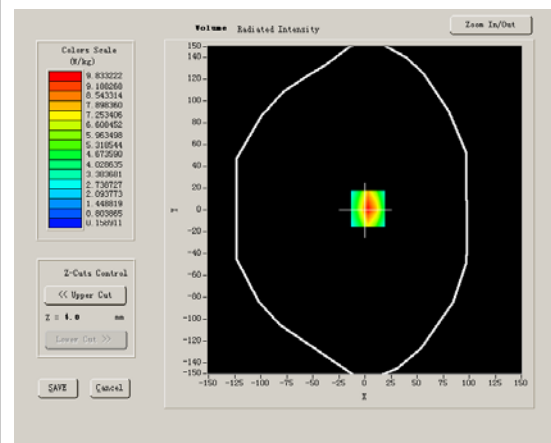 Volume Radiated Intensity
Zoom In/Out
Colors Scale
(W/kg)
9.833222
9.188268
8.543314
7.898360
7.253406
6.608452
5.963498
5.318544
4.673590
4.028635
3.383681
2.738727
2.093773
1.448819
0.803865
0.158911
Z-Cuts Control
<< Upper Cut
Z = 4.0 mm
Lower Cut >>
SAVE
Cancel
150
140
120
100
80
60
40
20
0
-20
-40
-60
-80
-100
-120
-140
-150
Y
-150 -125 -100 -75 -50 -25 0 25 50 75 100 125 150
X